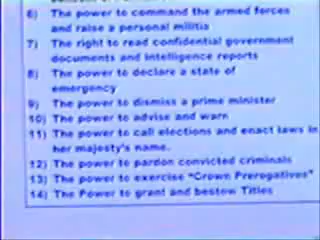 6) The power to command the armed forces
and raise a personal militia
7) The right to read confidential government
documents and intelligence reports
8) The power to declare a state of
emergency
9) The power to dismiss a prime minister
10) The power to advise and warn
11) The power to call elections and enact laws in
her majesty's name.
12) The power to pardon convicted criminals
13) The power to exercise "Crown Prerogatives"
14) The Power to grant and bestow Titles